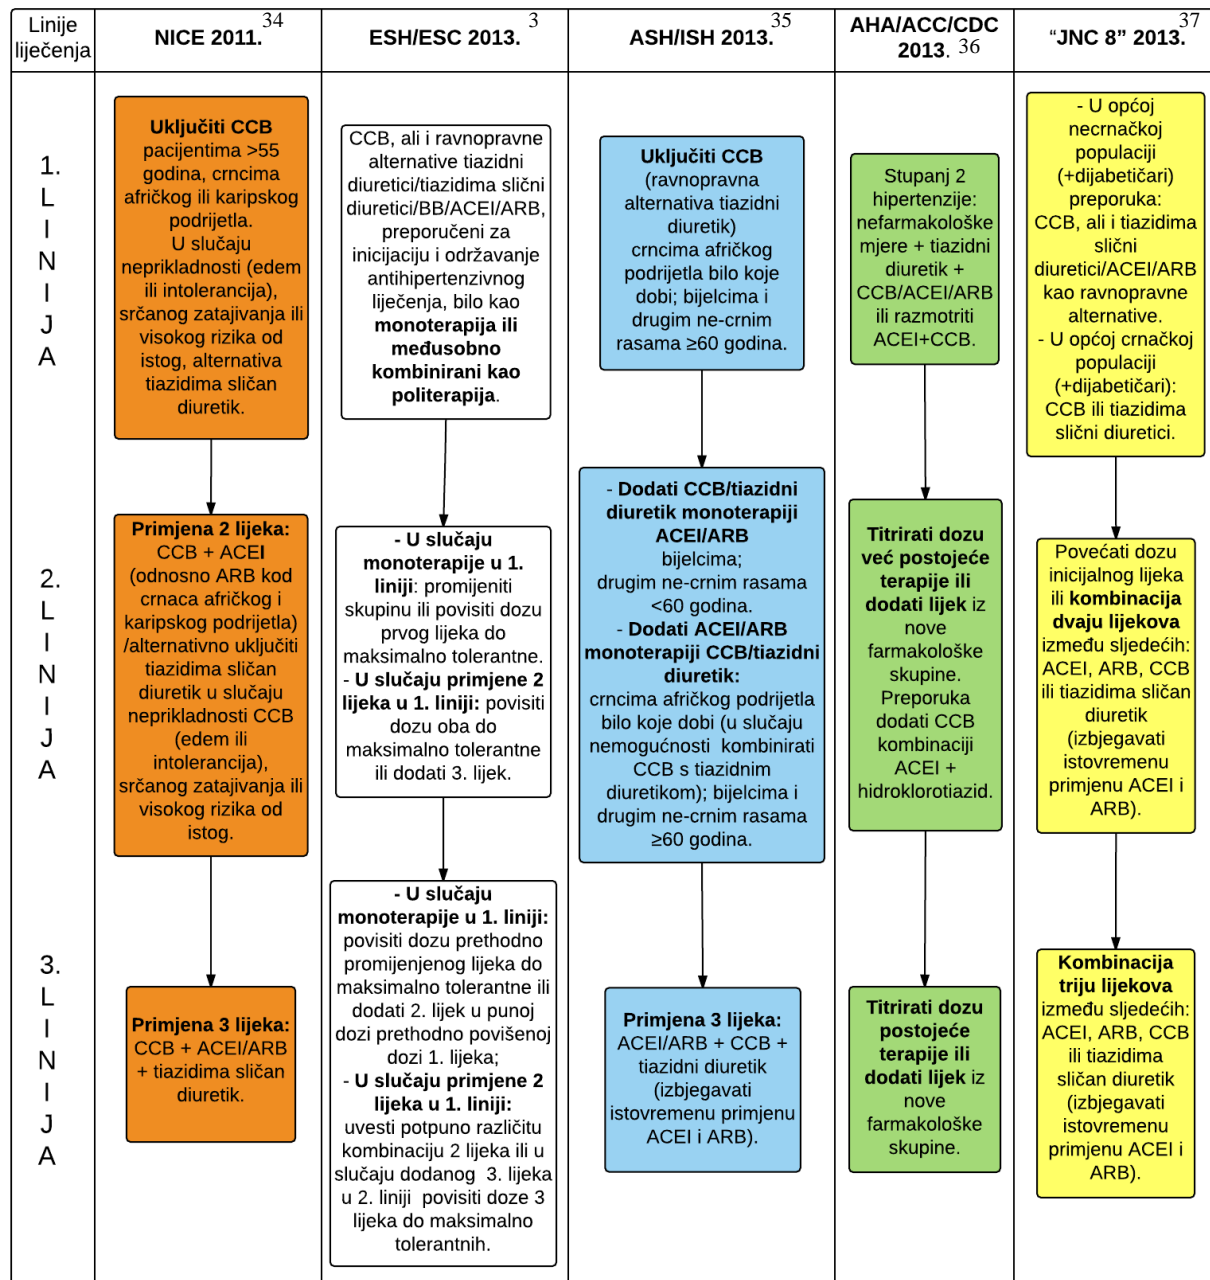 Linije
liječenja
NICE 2011. 34
ESH/ESC 2013. 3
ASH/ISH 2013. 35
AHA/ACC/CDC
2013. 36
“JNC 8” 2013. 37
1.
L
I
N
I
J
A
Uključiti CCB
pacijentima >55
godina, crncima
afričkog ili karipskog
podrijetla.
U slučaju
neprikladnosti (edem
ili intolerancija),
srčanog zatajivanja ili
visokog rizika od
istog, alternativa
tiazidima sličan
diuretik.
CCB, ali i ravnopravne
alternative tiazidni
diuretici/tiazidima slični
diuretici/BB/ACEI/ARB,
preporučeni za
inicijaciju i održavanje
antihipertenzivnog
liječenja, bilo kao
monoterapija ili
međusobno
kombinirani kao
politerapija.
Uključiti CCB
(ravnopravna
alternativa tiazidni
diuretik)
crncima afričkog
podrijetla bilo koje
dobi; bijelcima i
drugim ne-crnim
rasama ≥60 godina.
Stupanj 2
hipertenzije:
nefarmakološke
mjere + tiazidni
diuretik +
CCB/ACEI/ARB
ili razmotriti
ACEI+CCB.
- U općoj
necrnačkoj
populaciji
(+dijabetičari)
preporuka:
CCB, ali i tiazidima
slični
diuretici/ACEI/ARB
kao ravnopravne
alternative.
- U općoj crnačkoj
populaciji
(+dijabetičari):
CCB ili tiazidima
slični diuretici.
2.
L
I
N
I
J
A
Primjena 2 lijeka:
CCB + ACEI
(odnosno ARB kod
crnaca afričkog i
karipskog podrijetla)
/alternativno uključiti
tiazidima sličan
diuretik u slučaju
neprikladnosti CCB
(edem ili
intolerancija),
srčanog zatajivanja ili
visokog rizika od
istog.
- U slučaju
monoterapije u 1.
liniji: promijeniti
skupinu ili povisiti dozu
prvog lijeka do
maksimalno tolerantne.
- U slučaju primjene 2
lijeka u 1. liniji: povisiti
dozu oba do
maksimalno tolerantne
ili dodati 3. lijek.
- Dodati CCB/tiazidni
diuretik monoterapiji
ACEI/ARB
bijelcima;
drugim ne-crnim rasama
<60 godina.
- Dodati ACEI/ARB
monoterapiji CCB/tiazidni
diuretik:
crncima afričkog podrijetla
bilo koje dobi (u slučaju
nemogućnosti kombinirati
CCB s tiazidnim
diuretikom); bijelcima i
drugim ne-crnim rasama
≥60 godina.
Titrirati dozu
već postojeće
terapije ili
dodati lijek iz
nove
farmakološke
skupine.
Preporuka
dodati CCB
kombinaciji
ACEI +
hidroklorotiazid.
Povećati dozu
inicijalnog lijeka
ili kombinacija
dvaju lijekova
između sljedećih:
ACEI, ARB, CCB
ili tiazidima sličan
diuretik
(izbjegavati
istovremenu
primjenu ACEI i
ARB).
3.
L
I
N
I
J
A
Primjena 3 lijeka:
CCB + ACEI/ARB
+ tiazidima sličan
diuretik.
- U slučaju
monoterapije u 1. liniji:
povisiti dozu prethodno
promijenjenog lijeka do
maksimalno tolerantne ili
dodati 2. lijek u punoj
dozi prethodno povišenoj
dozi 1. lijeka;
- U slučaju primjene 2
lijeka u 1. liniji:
uvesti potpuno različitu
kombinaciju 2 lijeka ili u
slučaju dodanog 3. lijeka
u 2. liniji povisiti doze 3
lijeka do maksimalno
tolerantnih.
Primjena 3 lijeka:
ACEI/ARB + CCB +
tiazidni diuretik
(izbjegavati
istovremenu primjenu
ACEI i ARB).
Titrirati dozu
postojeće
terapije ili
dodati lijek iz
nove
farmakološke
skupine.
Kombinacija
triju lijekova
između sljedećih:
ACEI, ARB, CCB
ili tiazidima
sličan diuretik
(izbjegavati
istovremenu
primjenu ACEI i
ARB).